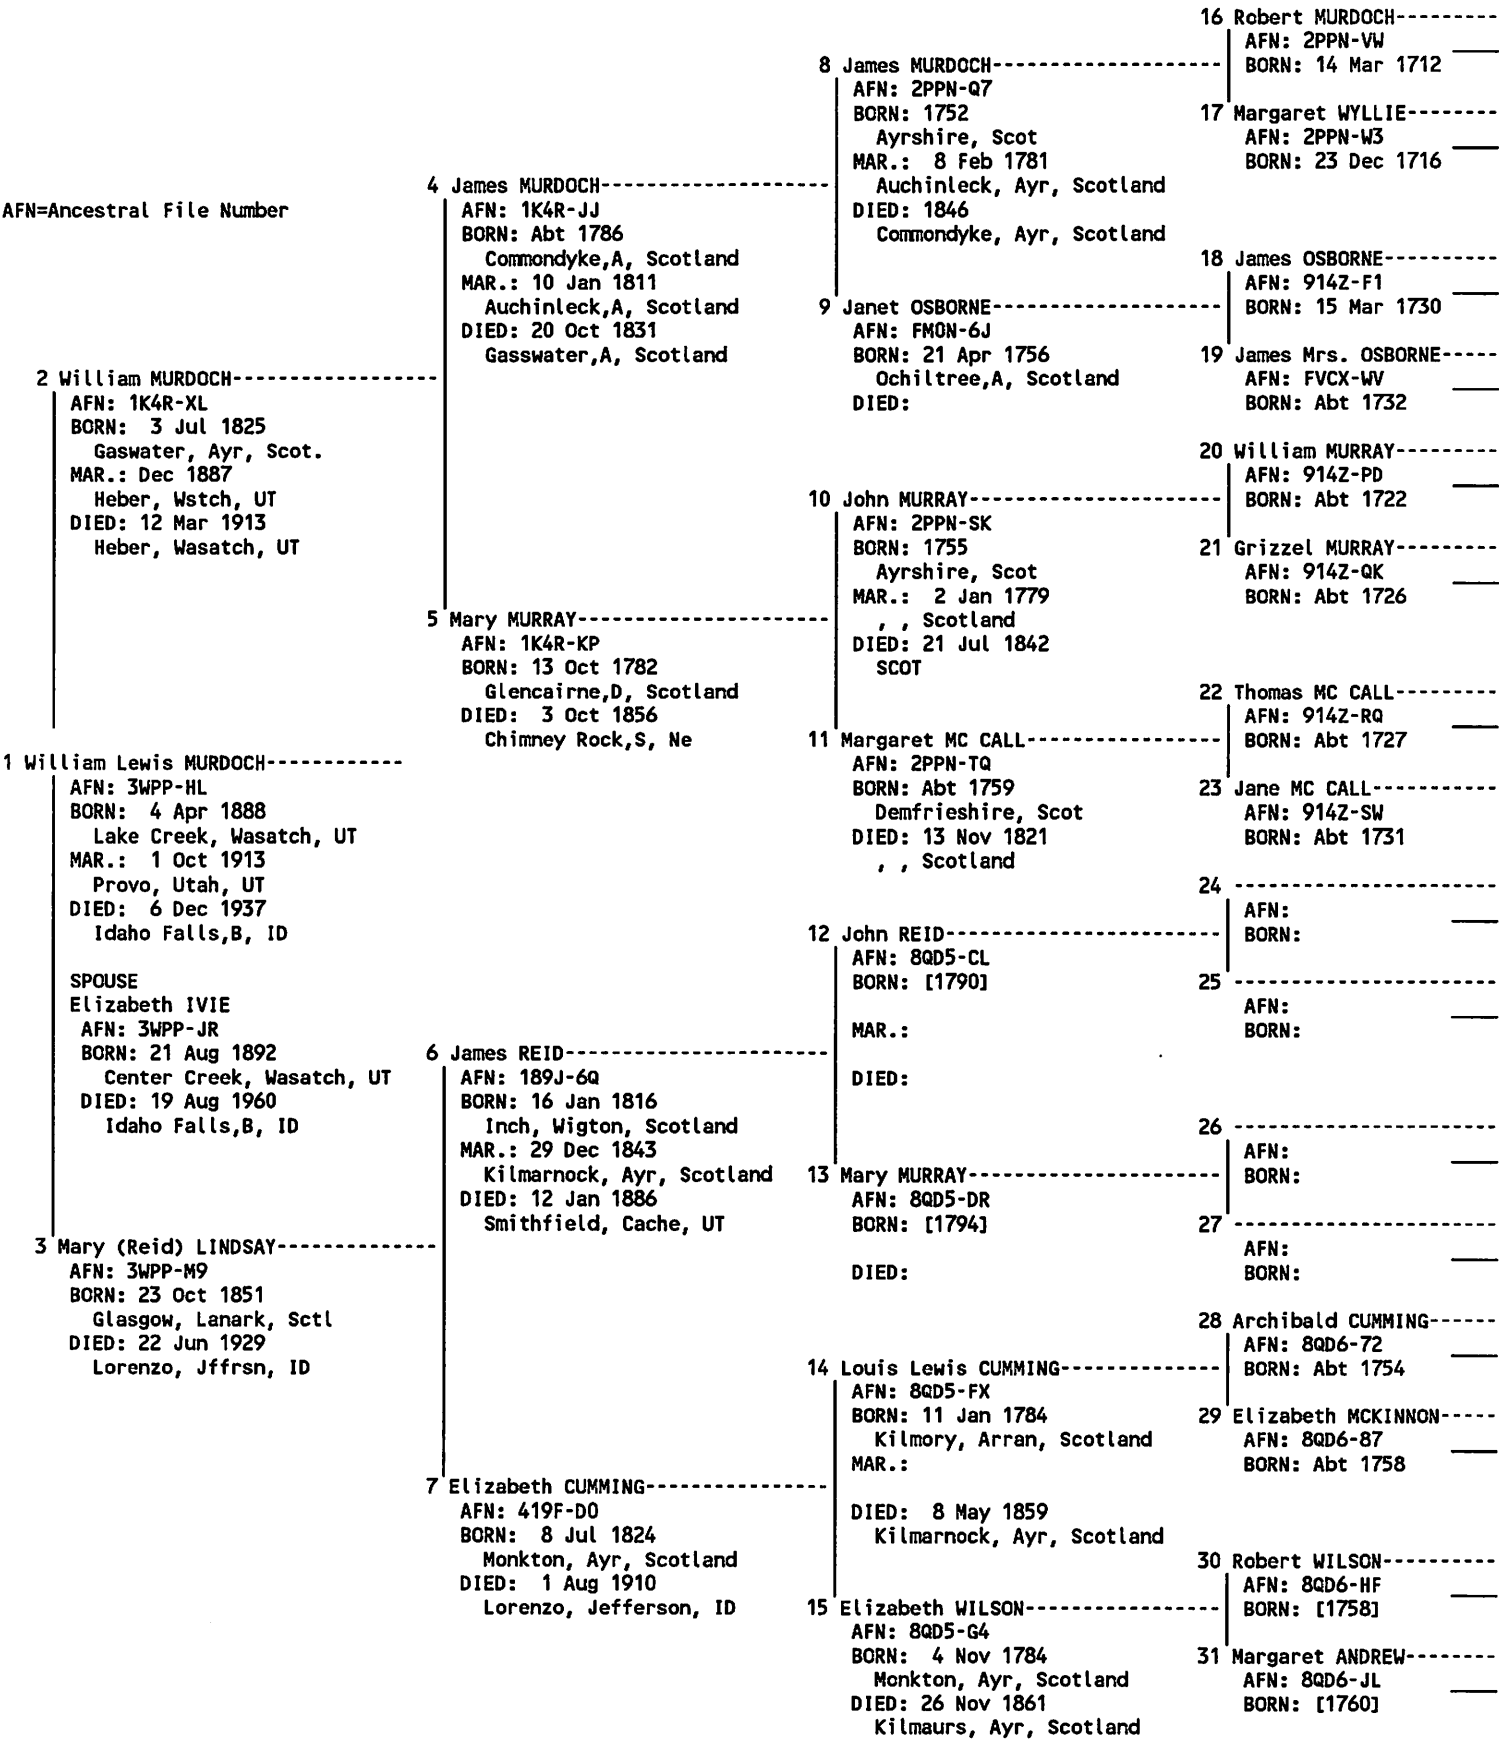 AFN=Ancestral File Number
1 William Lewis MURDOCH------------
AFN: 3WPP-HL
BORN:  4 Apr 1888
Lake Creek, Wasatch, UT
MAR.:  1 Oct 1913
Provo, Utah, UT
DIED:  6 Dec 1937
Idaho Falls,B, ID
SPOUSE
Elizabeth IVIE
AFN: 3WPP-JR
BORN: 21 Aug 1892
Center Creek, Wasatch, UT
DIED: 19 Aug 1960
Idaho Falls,B, ID
2 William MURDOCH------------------
AFN: 1K4R-XL
BORN:  3 Jul 1825
Gaswater, Ayr, Scot.
MAR.: Dec 1887
Heber, Wstch, UT
DIED: 12 Mar 1913
Heber, Wasatch, UT
3 Mary (Reid) LINDSAY--------------
AFN: 3WPP-M9
BORN: 23 Oct 1851
Glasgow, Lanark, Sctl
DIED: 22 Jun 1929
Lorenzo, Jffrsn, ID
4 James MURDOCH--------------------
AFN: 1K4R-JJ
BORN: Abt 1786
Commondyke,A, Scotland
MAR.: 10 Jan 1811
Auchinleck,A, Scotland
DIED: 20 Oct 1831
Gasswater,A, Scotland
5 Mary MURRAY----------------------
AFN: 1K4R-KP
BORN: 13 Oct 1782
Glencairne,D, Scotland
DIED:  3 Oct 1856
Chimney Rock,S, Ne
6 James REID-----------------------
AFN: 189J-6Q
BORN: 16 Jan 1816
Inch, Wigton, Scotland
MAR.: 29 Dec 1843
Kilmarnock, Ayr, Scotland
DIED: 12 Jan 1886
Smithfield, Cache, UT
7 Elizabeth CUMMING----------------
AFN: 419F-D0
BORN:  8 Jul 1824
Monkton, Ayr, Scotland
DIED:  1 Aug 1910
Lorenzo, Jefferson, ID
8 James MURDOCH--------------------
AFN: 2PPN-Q7
BORN: 1752
Ayrshire, Scot
MAR.:  8 Feb 1781
Auchinleck, Ayr, Scotland
DIED: 1846
Commondyke, Ayr, Scotland
9 Janet OSBORNE--------------------
AFN: FM0N-6J
BORN: 21 Apr 1756
Ochiltree,A, Scotland
DIED:
10 John MURRAY----------------------
AFN: 2PPN-SK
BORN: 1755
Ayrshire, Scot
MAR.:  2 Jan 1779
, , Scotland
DIED: 21 Jul 1842
SCOT
11 Margaret MC CALL-----------------
AFN: 2PPN-TQ
BORN: Abt 1759
Demfrieshire, Scot
DIED: 13 Nov 1821
, , Scotland
12 John REID------------------------
AFN: 8QD5-CL
BORN: [1790]
MAR.:
DIED:
13 Mary MURRAY----------------------
AFN: 8QD5-DR
BORN: [1794]
DIED:
14 Louis Lewis CUMMING--------------
AFN: 8QD5-FX
BORN: 11 Jan 1784
Kilmory, Arran, Scotland
MAR.:
DIED:  8 May 1859
Kilmarnock, Ayr, Scotland
15 Elizabeth WILSON-----------------
AFN: 8QD5-G4
BORN:  4 Nov 1784
Monkton, Ayr, Scotland
DIED: 26 Nov 1861
Kilmaurs, Ayr, Scotland
16 Robert MURDOCH---------
AFN: 2PPN-VW
BORN: 14 Mar 1712
17 Margaret WYLLIE--------
AFN: 2PPN-W3
BORN: 23 Dec 1716
18 James OSBORNE----------
AFN: 914Z-F1
BORN: 15 Mar 1730
19 James Mrs. OSBORNE-----
AFN: FVCX-WV
BORN: Abt 1732
20 William MURRAY---------
AFN: 914Z-PD
BORN: Abt 1722
21 Grizzel MURRAY---------
AFN: 914Z-QK
BORN: Abt 1726
22 Thomas MC CALL---------
AFN: 914Z-RQ
BORN: Abt 1727
23 Jane MC CALL-----------
AFN: 914Z-SW
BORN: Abt 1731
24 -----------------------
AFN:
BORN:
25 -----------------------
AFN:
BORN:
26 -----------------------
AFN:
BORN:
27 -----------------------
AFN:
BORN:
28 Archibald CUMMING------
AFN: 8QD6-72
BORN: Abt 1754
29 Elizabeth MCKINNON-----
AFN: 8QD6-87
BORN: Abt 1758
30 Robert WILSON----------
AFN: 8QD6-HF
BORN: [1758]
31 Margaret ANDREW--------
AFN: 8QD6-JL
BORN: [1760]